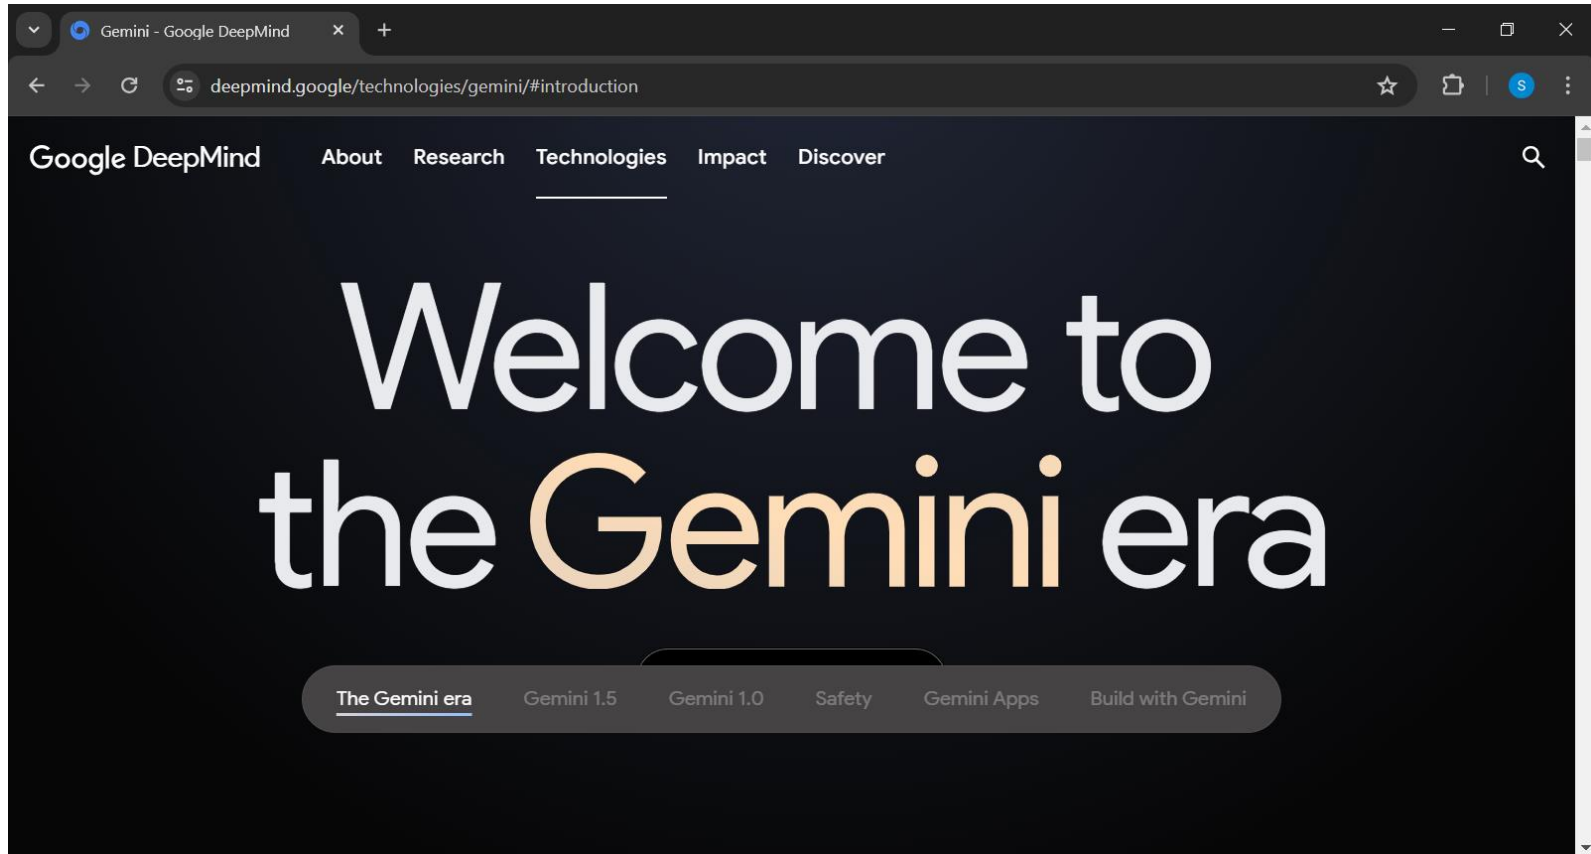 Gemini - Google DeepMind
deepmind.google/technologies/gemini/#introduction
S
Google DeepMind About Research Technologies Impact Discover
Welcome to
the Gemini era
The Gemini era Gemini 1.5 Gemini 1.0 Safety Gemini Apps Build with Gemini